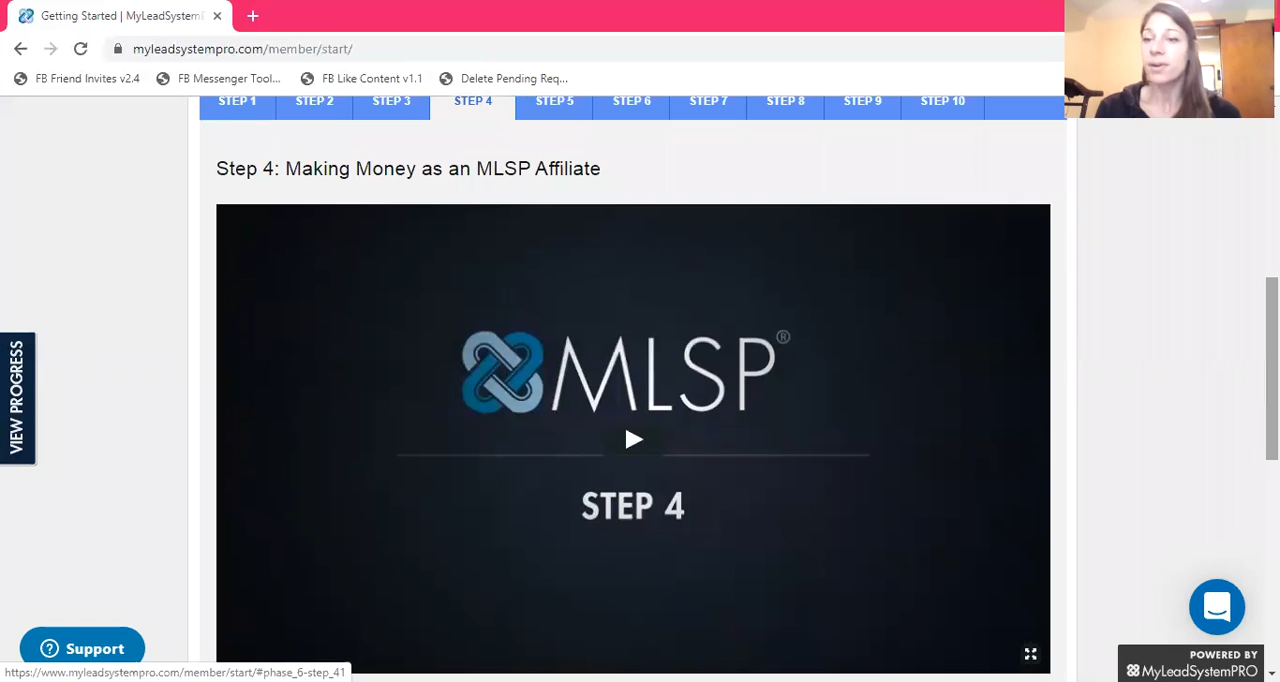 Getting Started | MyLeadSystemP
myleadsystempro.com/member/start/
FB Friend Invites v2.4
FB Messenger Tool...
FB Like Content v1.1
Delete Pending Req...
STEP 1
STEP 2
STEP 3
STEP 4
STEP 5
STEP 6
STEP 7
STEP 8
STEP 9
STEP 10
Step 4: Making Money as an MLSP Affiliate
MLSP®
STEP 4
VIEW PROGRESS
Support
https://www.myleadsystempro.com/member/start/#phase_6-step_41
POWERED BY
MyLeadSystemPRO